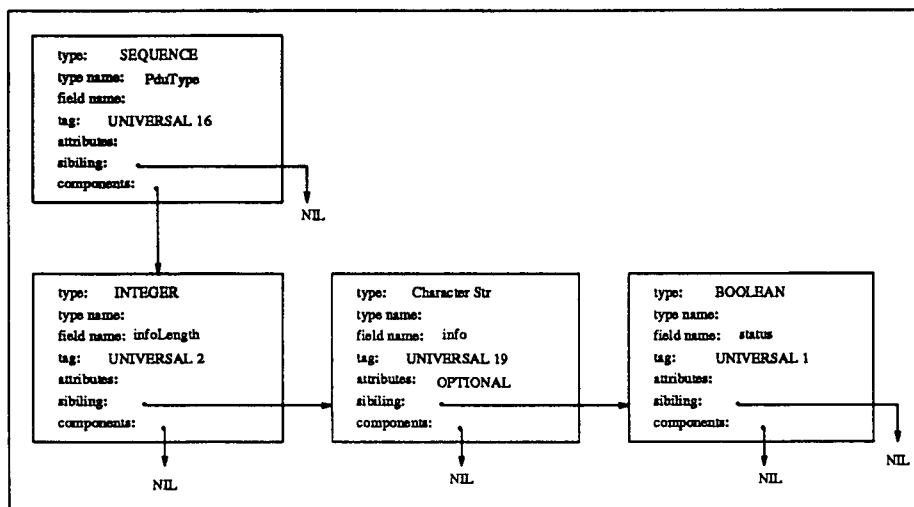 type: SEQUENCE
type name: PduType
field name:
tag: UNIVERSAL 16
attributes:
sibiling:
components:
NIL
type: INTEGER
type name:
field name: infoLength
tag: UNIVERSAL 2
attributes:
sibiling:
components:
NIL
type: Character Str
type name:
field name: info
tag: UNIVERSAL 19
attributes: OPTIONAL
sibiling:
components:
NIL
type: BOOLEAN
type name:
field name: status
tag: UNIVERSAL 1
attributes:
sibiling:
components:
NIL
NIL